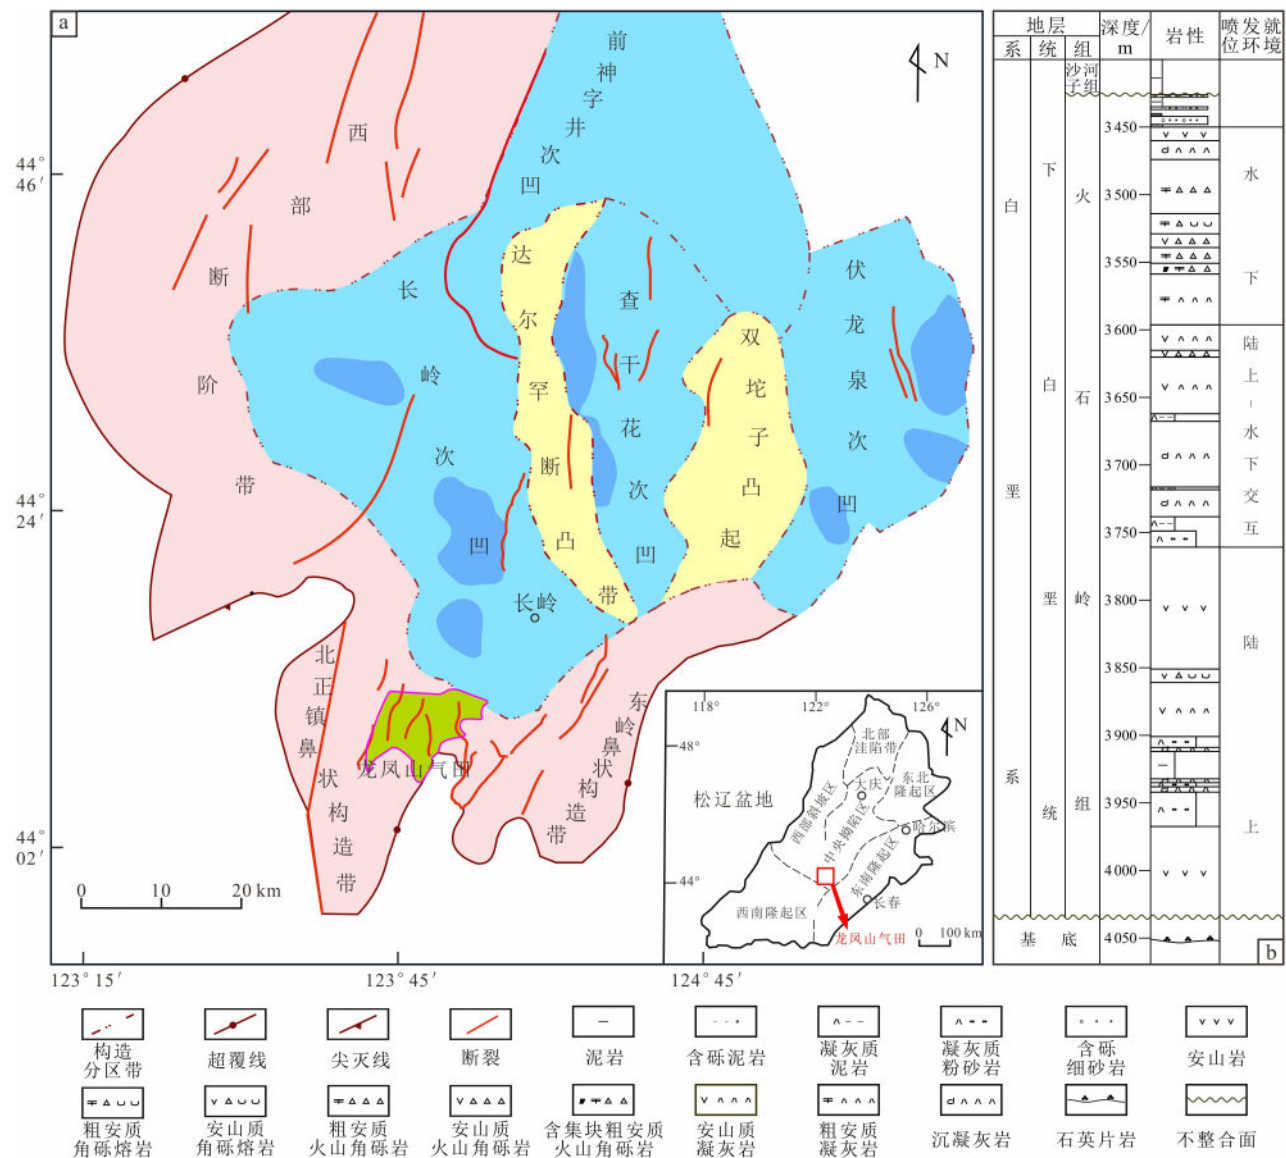 a
前神字井次凹
N
西部断阶带
达尔罕断凸带
长岭次凹
查干花次凹
双坨子凸起
伏龙泉次凹
长岭
北正镇鼻状构造带
龙凤山气田
东岭鼻状构造带
44°
46′
44°
24′
44°
02′
0 10 20 km
123°15′
123°45′
124°45′
118°
122°
126°
48°
44°
N
松辽盆地
北部
洼陷带
大庆
东北
隆起区
西部斜坡区
中央拗陷区
哈尔滨
东南隆起区
长春
西南隆起区
龙凤山气田
0 100 km
地层
深度/
m
岩性
喷发就
位环境
系
统
组
沙河
子组
白垩系
下白垩统
火石岭组
基底
3 450
3 500
3 550
3 600
3 650
3 700
3 750
3 800
3 850
3 900
3 950
4 000
4 050
水下
陆上-水下交互
陆上
b
构造
分区带
超覆线
尖灭线
断裂
泥岩
含砾泥岩
凝灰质
泥岩
凝灰质
粉砂岩
含砾
细砂岩
安山岩
粗安质
角砾熔岩
安山质
角砾熔岩
粗安质
火山角砾岩
安山质
火山角砾岩
含集块粗安质
火山角砾岩
安山质
凝灰岩
粗安质
凝灰岩
沉凝灰岩
石英片岩
不整合面